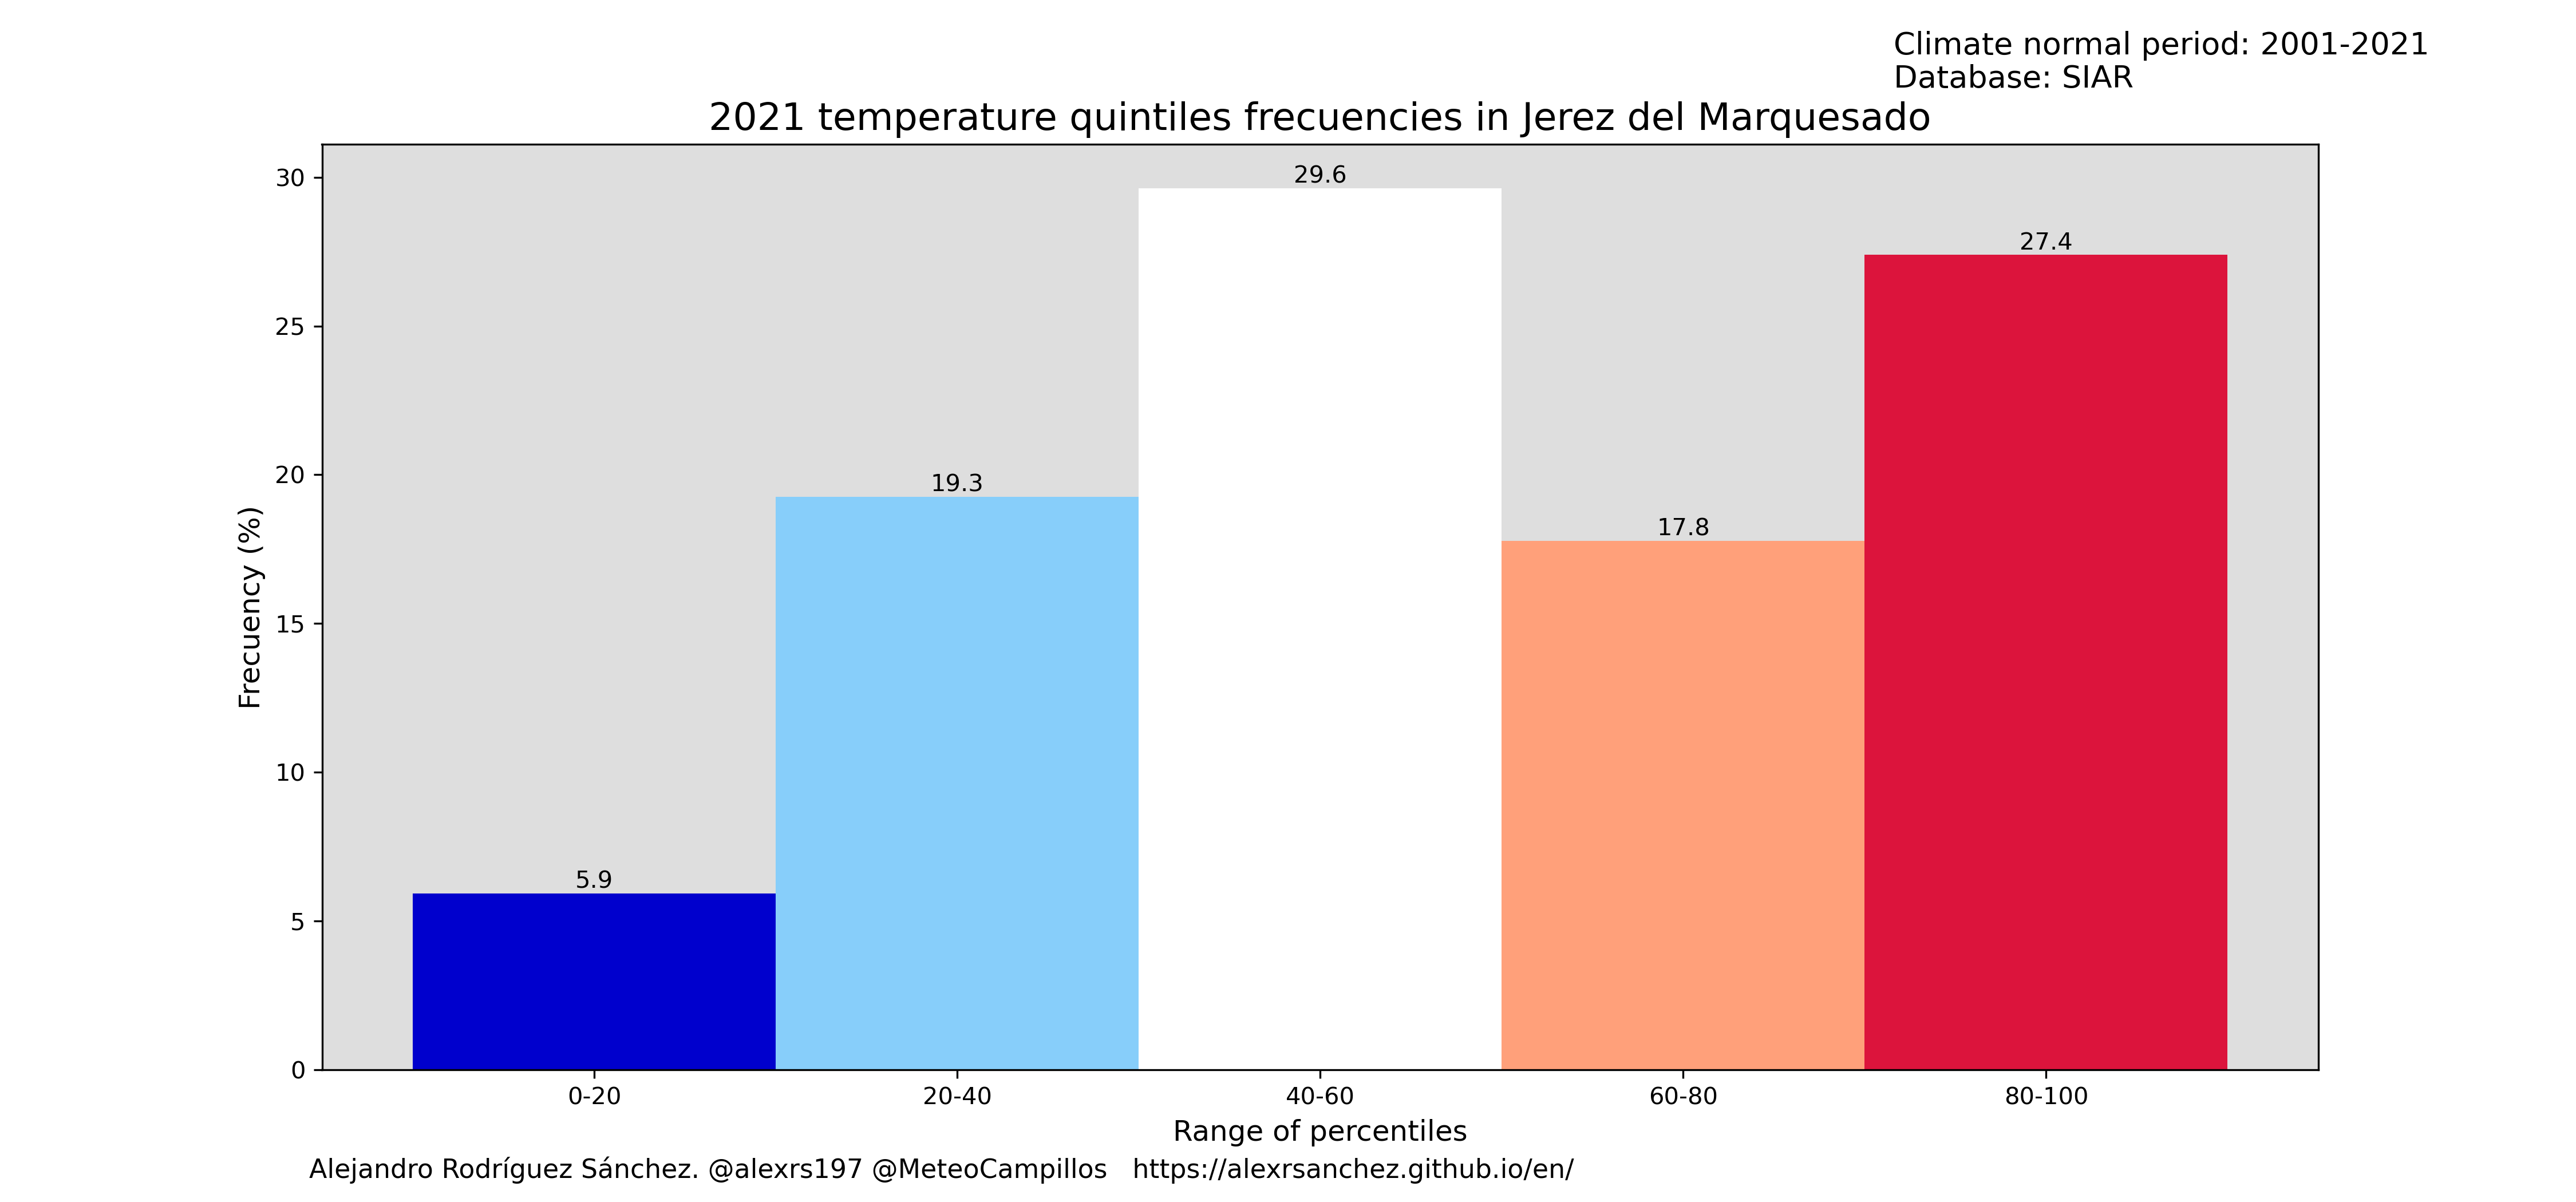 Climate normal period: 2001-2021
Database: SIAR
2021 temperature quintiles frecuencies in Jerez del Marquesado
30
25
20
15
10
5
0
Frecuency (%)
5.9
19.3
29.6
17.8
27.4
0-20
20-40
40-60
60-80
80-100
Range of percentiles
Alejandro Rodríguez Sánchez. @alexrs197 @MeteoCampillos https://alexrsanchez.github.io/en/